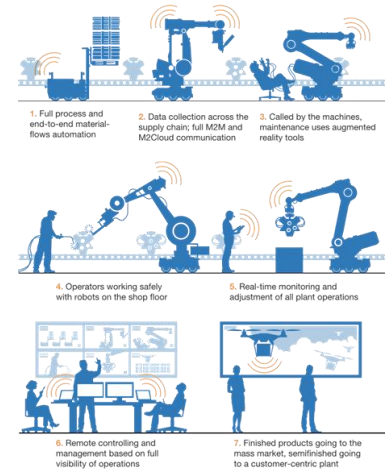 1. Full process and
end-to-end material-
flows automation
2. Data collection across the
supply chain; full M2M and
M2Cloud communication
3. Called by the machines,
maintenance uses augmented
reality tools
4. Operators working safely
with robots on the shop floor
5. Real-time monitoring and
adjustment of all plant operations
6. Remote controlling and
management based on full
visibility of operations
7. Finished products going to the
mass market, semifinished going
to a customer-centric plant